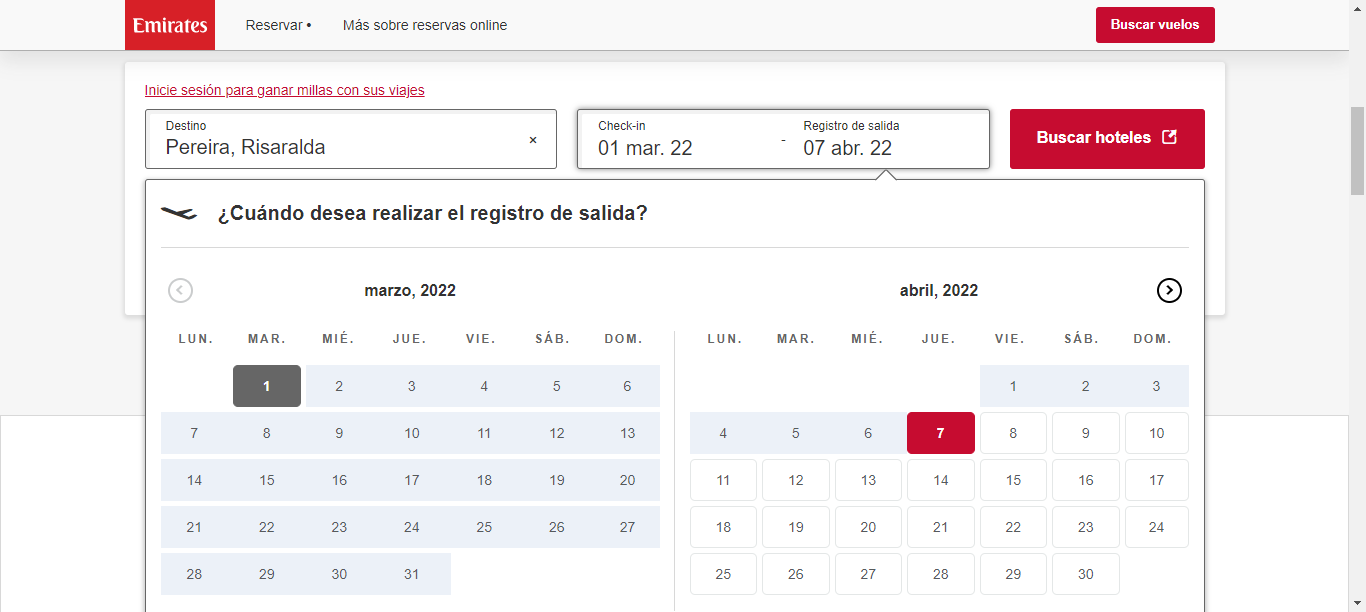 Emirates Reservar • Más sobre reservas online Buscar vuelos
Inicie sesión para ganar millas con sus viajes
Destino Check-in Registro de salida
Pereira, Risaralda × 01 mar. 22 - 07 abr. 22 Buscar hoteles
¿Cuándo desea realizar el registro de salida?
marzo, 2022 abril, 2022
LUN. MAR. MIÉ. JUE. VIE. SÁB. DOM. LUN. MAR. MIÉ. JUE. VIE. SÁB. DOM.
1 2 3 4 5 6 1 2 3
7 8 9 10 11 12 13 4 5 6 7 8 9 10
14 15 16 17 18 19 20 11 12 13 14 15 16 17
21 22 23 24 25 26 27 18 19 20 21 22 23 24
28 29 30 31 25 26 27 28 29 30